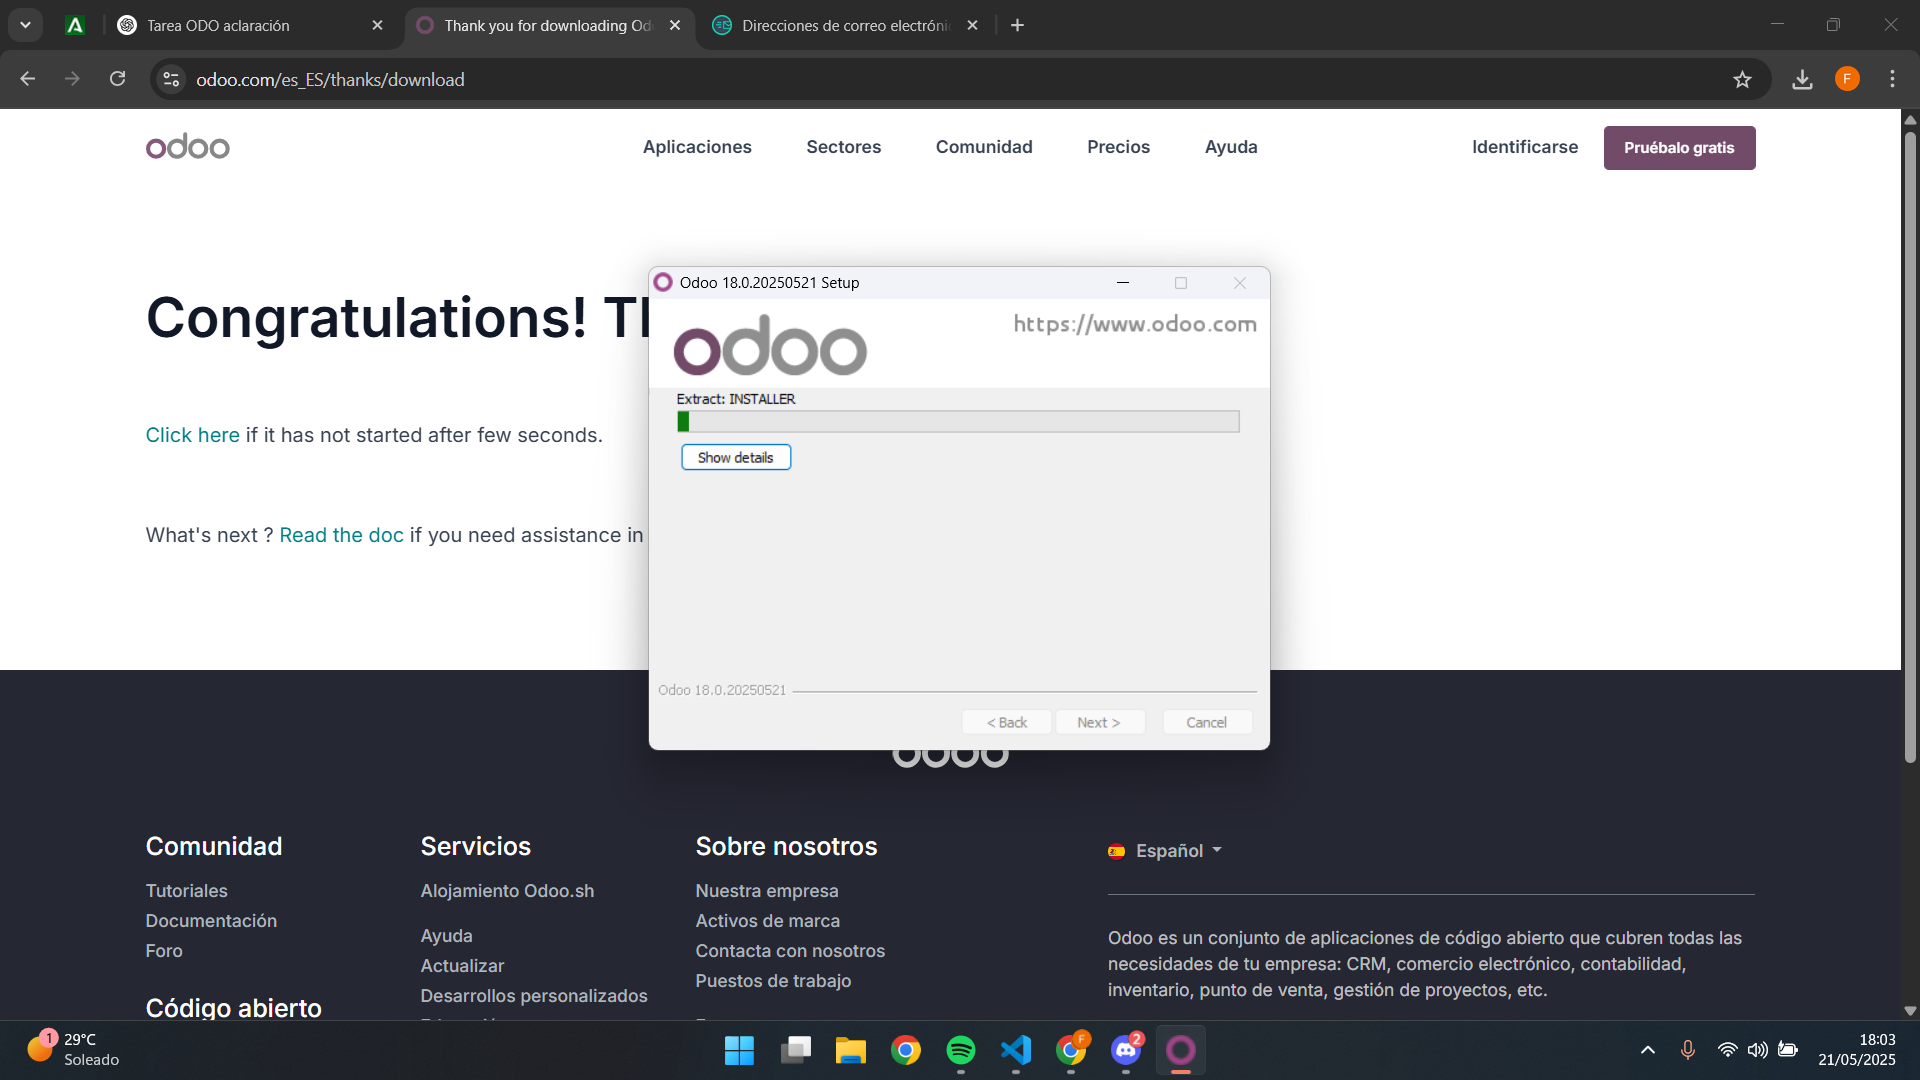 Tarea ODO aclaración
Thank you for downloading Od
Direcciones de correo electróni
odoo.com/es_ES/thanks/download
F
odoo
Aplicaciones
Sectores
Comunidad
Precios
Ayuda
Identificarse
Pruébalo gratis
Congratulations! Th
Click here if it has not started after few seconds.
What's next ? Read the doc if you need assistance in
Odoo 18.0.20250521 Setup
odoo
https://www.odoo.com
Extract: INSTALLER
Show details
Odoo 18.0.20250521
< Back
Next >
Cancel
odoo
Comunidad
Tutoriales
Documentación
Foro
Código abierto
Servicios
Alojamiento Odoo.sh
Ayuda
Actualizar
Desarrollos personalizados
Sobre nosotros
Nuestra empresa
Activos de marca
Contacta con nosotros
Puestos de trabajo
Español
Odoo es un conjunto de aplicaciones de código abierto que cubren todas las
necesidades de tu empresa: CRM, comercio electrónico, contabilidad,
inventario, punto de venta, gestión de proyectos, etc.
1
29°C
Soleado
F
2
18:03
21/05/2025